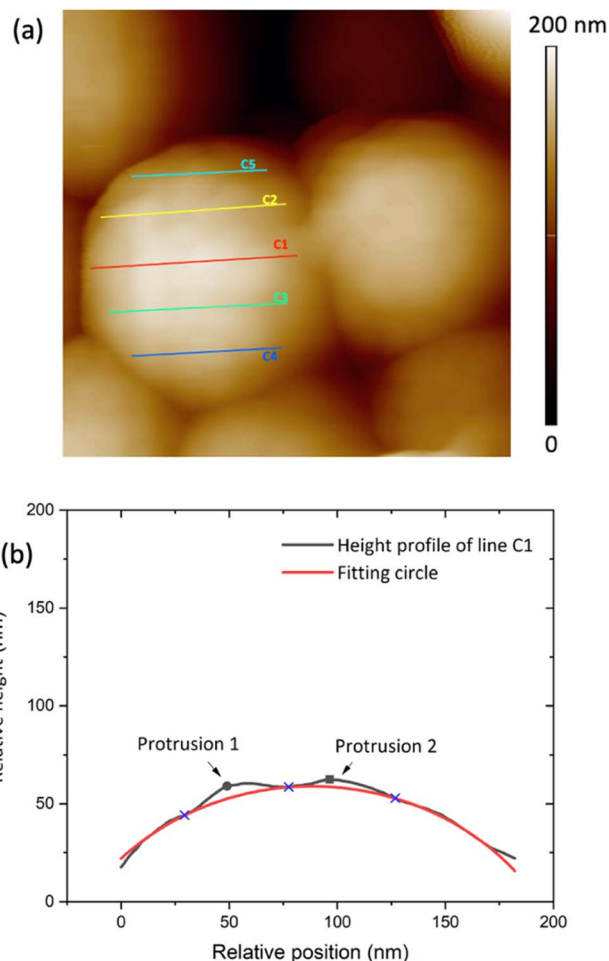 (a)
200 nm
C5
C2
C1
C3
C4
0
(b)
200
150
100
50
0
Height profile of line C1
Fitting circle
Protrusion 1
Protrusion 2
0
50
100
150
200
Relative position (nm)